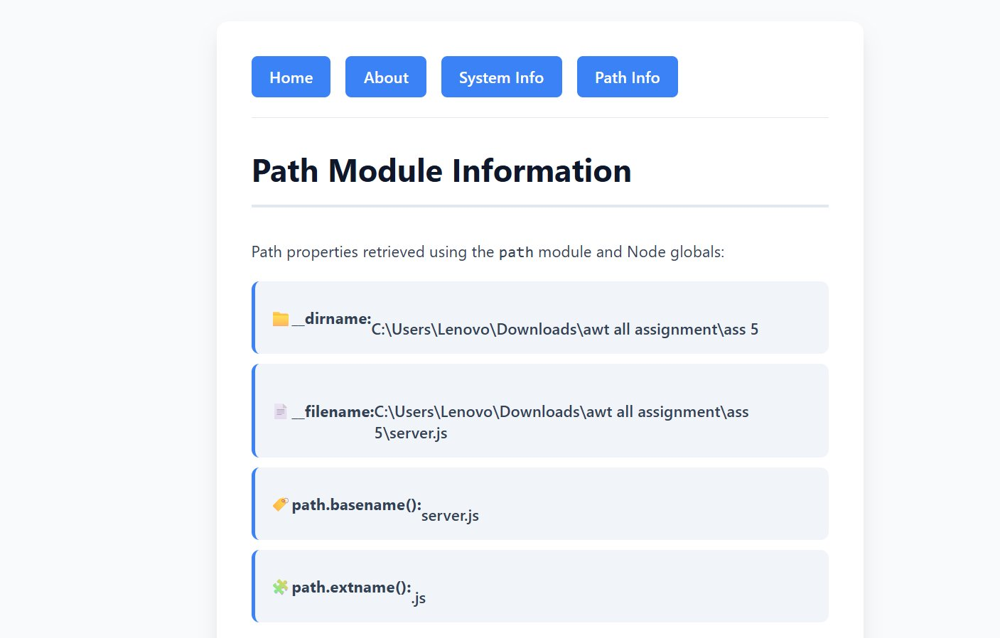 Home About System Info Path Info
Path Module Information
Path properties retrieved using the path module and Node globals:
__dirname:
C:\Users\Lenovo\Downloads\awt all assignment\ass 5
__filename:C:\Users\Lenovo\Downloads\awt all assignment\ass
5\server.js
path.basename():
server.js
path.extname():
.js